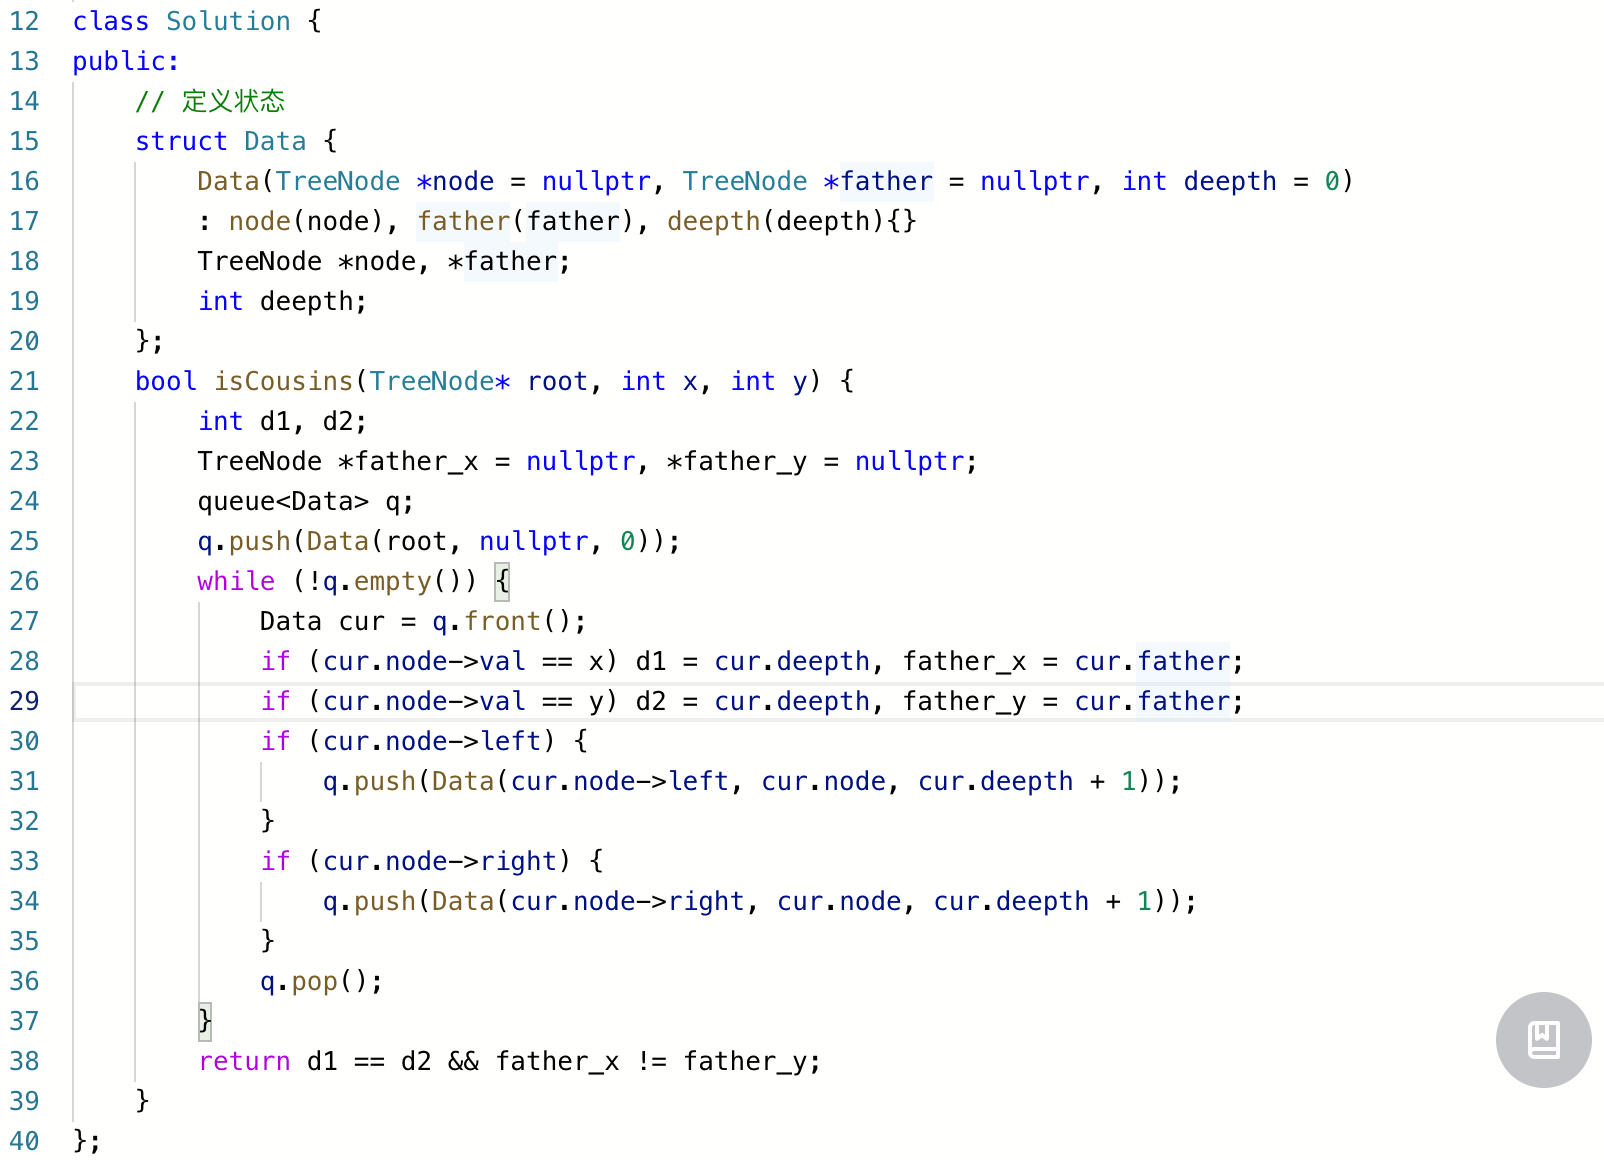 12 class Solution {
13 public:
14     // 定义状态
15     struct Data {
16         Data(TreeNode *node = nullptr, TreeNode *father = nullptr, int deepth = 0)
17         : node(node), father(father), deepth(deepth){}
18         TreeNode *node, *father;
19         int deepth;
20     };
21     bool isCousins(TreeNode* root, int x, int y) {
22         int d1, d2;
23         TreeNode *father_x = nullptr, *father_y = nullptr;
24         queue<Data> q;
25         q.push(Data(root, nullptr, 0));
26         while (!q.empty()) {
27             Data cur = q.front();
28             if (cur.node->val == x) d1 = cur.deepth, father_x = cur.father;
29             if (cur.node->val == y) d2 = cur.deepth, father_y = cur.father;
30             if (cur.node->left) {
31                 q.push(Data(cur.node->left, cur.node, cur.deepth + 1));
32             }
33             if (cur.node->right) {
34                 q.push(Data(cur.node->right, cur.node, cur.deepth + 1));
35             }
36             q.pop();
37         }
38         return d1 == d2 && father_x != father_y;
39     }
40 };